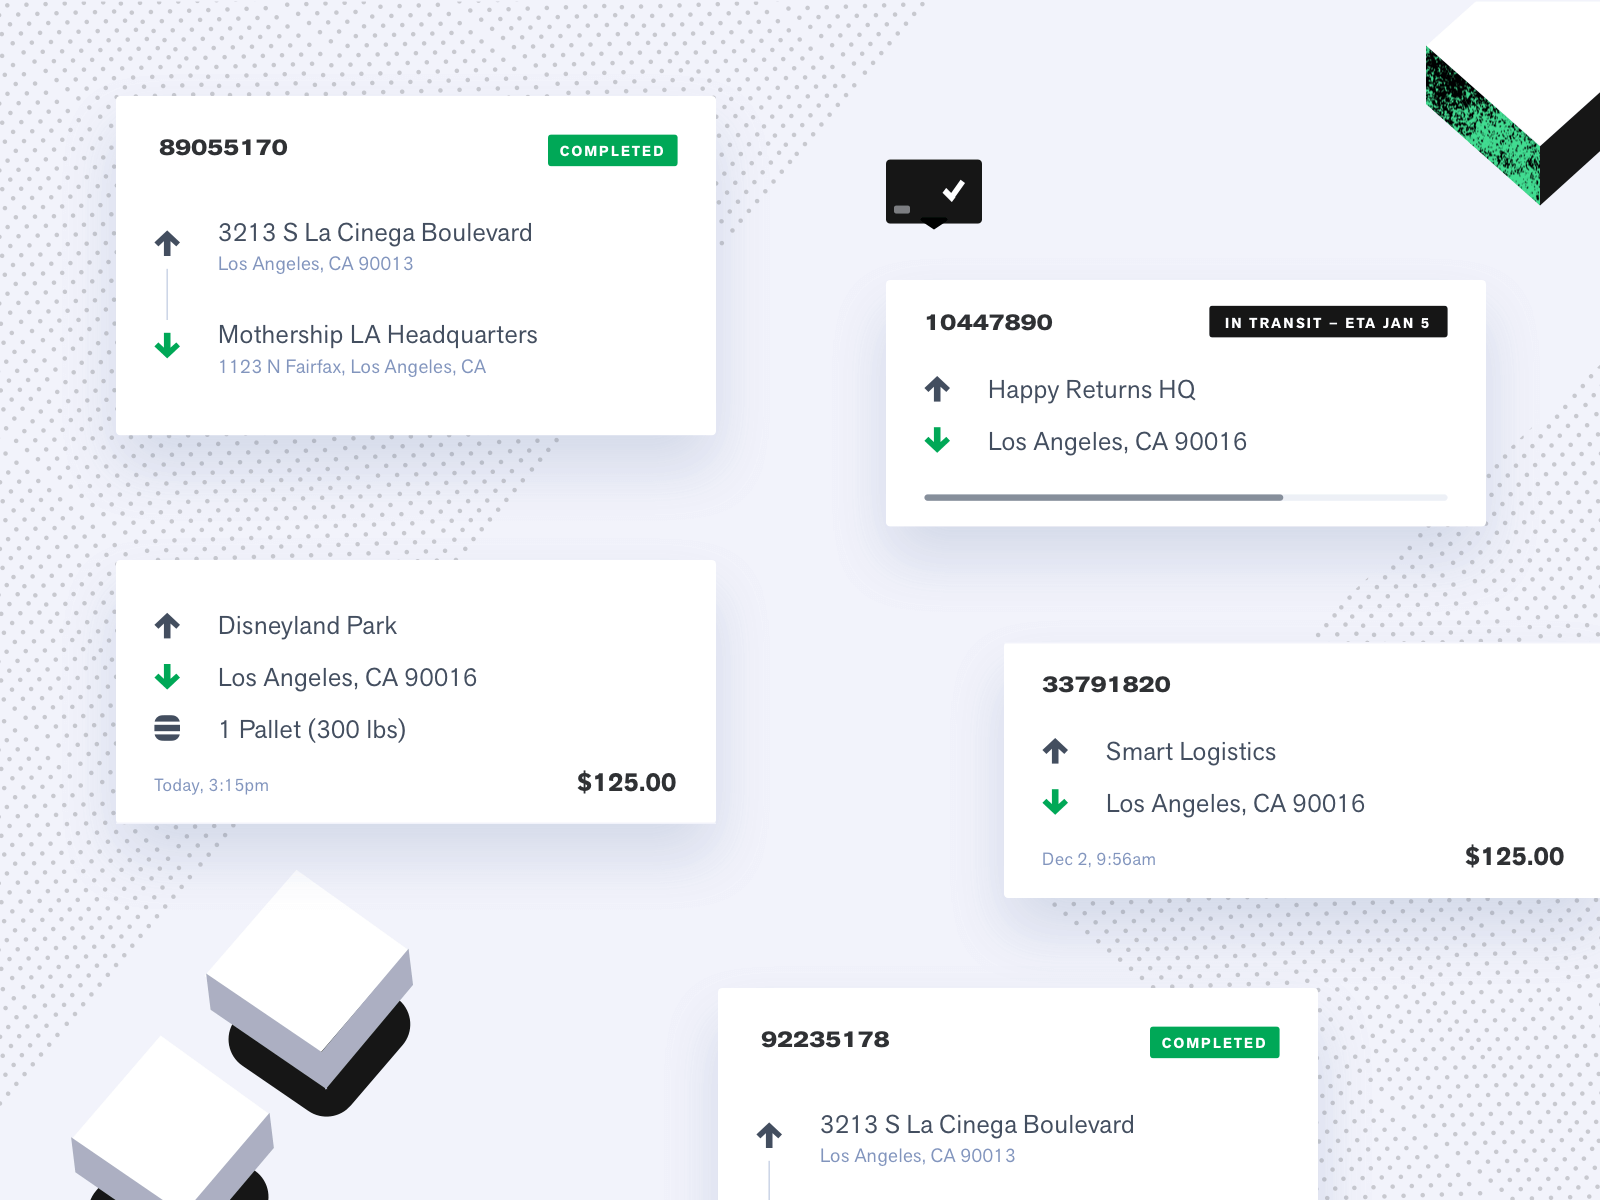 89055170
COMPLETED
3213 S La Cinega Boulevard
Los Angeles, CA 90013
Mothership LA Headquarters
1123 N Fairfax, Los Angeles, CA
10447890
IN TRANSIT – ETA JAN 5
Happy Returns HQ
Los Angeles, CA 90016
Disneyland Park
Los Angeles, CA 90016
1 Pallet (300 lbs)
Today, 3:15pm
$125.00
33791820
Smart Logistics
Los Angeles, CA 90016
Dec 2, 9:56am
$125.00
92235178
COMPLETED
3213 S La Cinega Boulevard
Los Angeles, CA 90013